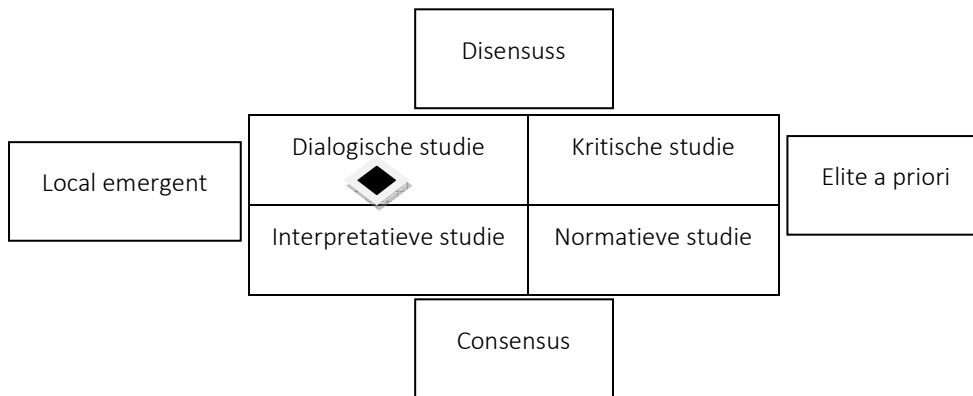 Disensuss
Dialogische studie
Kritische studie
Local emergent
Elite a priori
Interpretatieve studie
Normatieve studie
Consensus